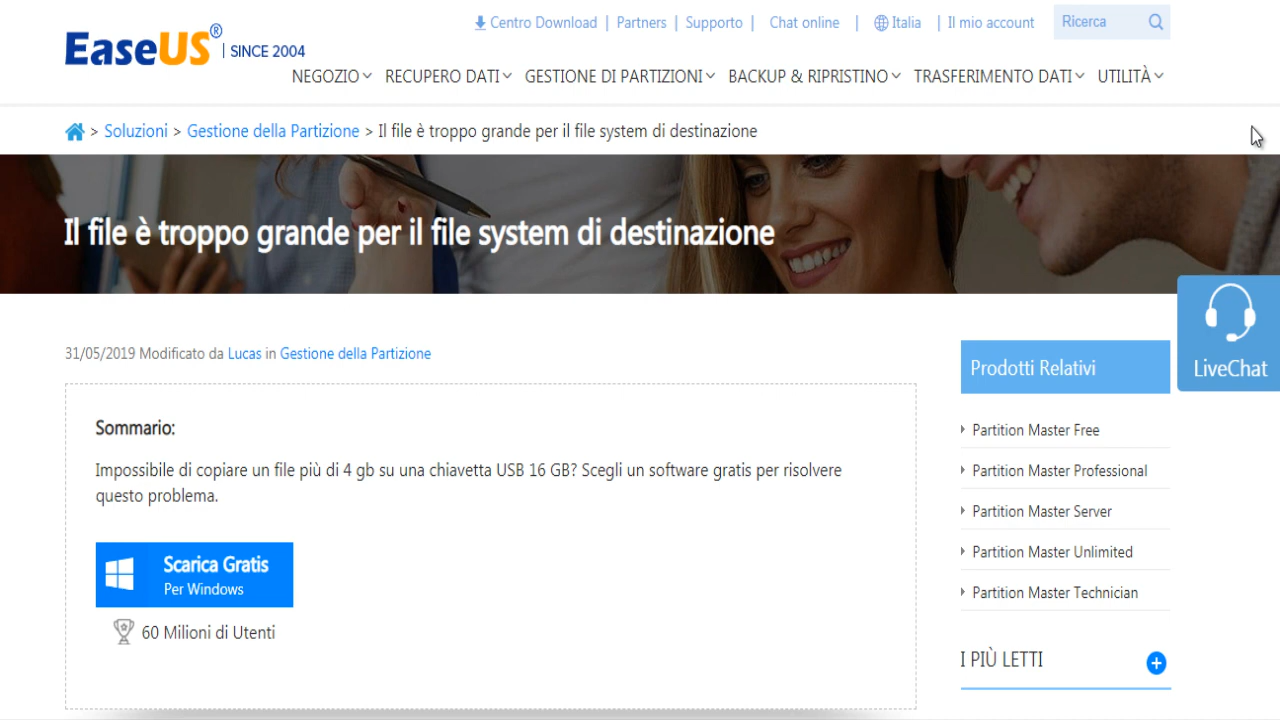 Centro Download | Partners | Supporto | Chat online | Italia | Il mio account
Ricerca
EaseUS® | SINCE 2004
NEGOZIO RECUPERO DATI GESTIONE DI PARTIZIONI BACKUP & RIPRISTINO TRASFERIMENTO DATI UTILITÀ
> Soluzioni > Gestione della Partizione > Il file è troppo grande per il file system di destinazione
Il file è troppo grande per il file system di destinazione
LiveChat
31/05/2019 Modificato da Lucas in Gestione della Partizione
Sommario:
Impossibile di copiare un file più di 4 gb su una chiavetta USB 16 GB? Scegli un software gratis per risolvere
questo problema.
Scarica Gratis
Per Windows
60 Milioni di Utenti
Prodotti Relativi
Partition Master Free
Partition Master Professional
Partition Master Server
Partition Master Unlimited
Partition Master Technician
I PIÙ LETTI